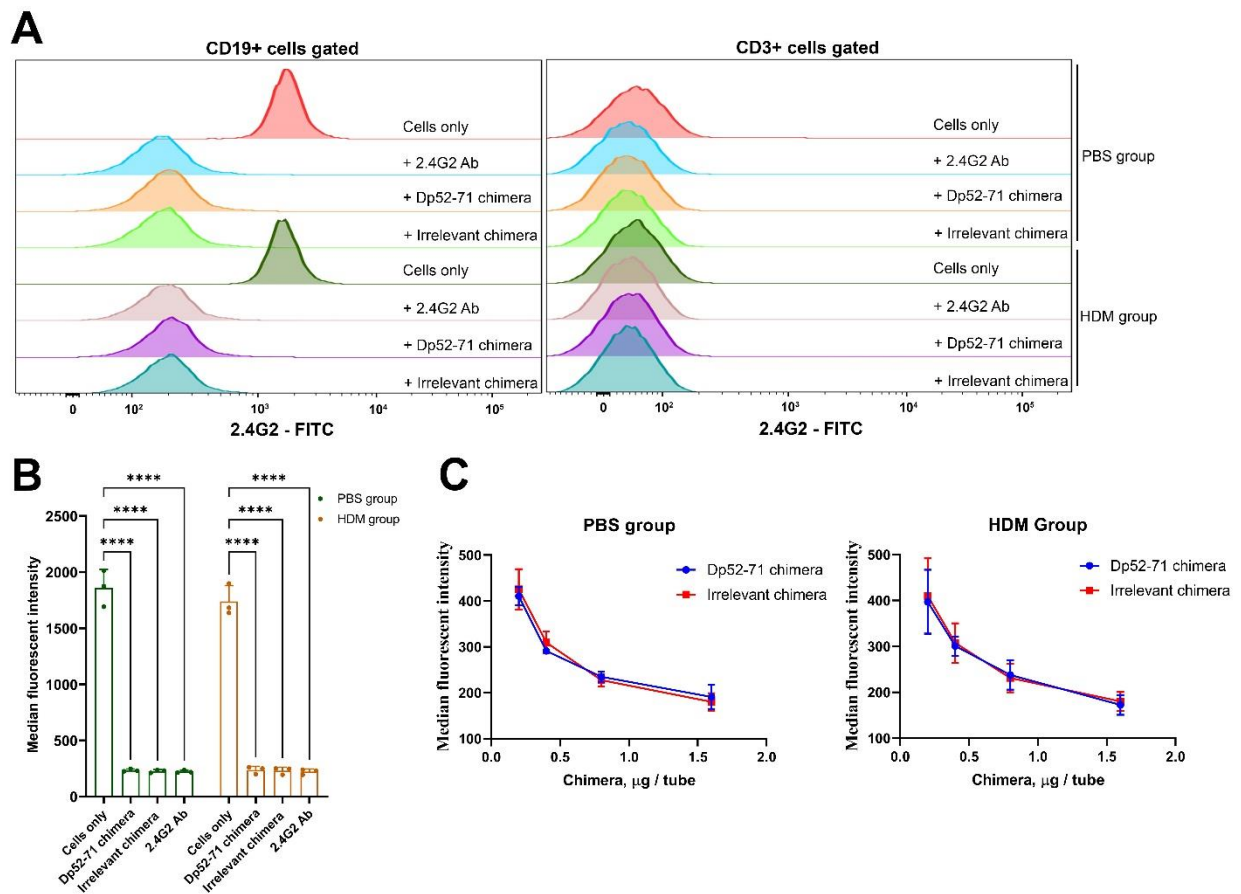 A
CD19+ cells gated
CD3+ cells gated
Cells only
+ 2.4G2 Ab
+ Dp52-71 chimera
+ Irrelevant chimera
Cells only
+ 2.4G2 Ab
+ Dp52-71 chimera
+ Irrelevant chimera
0 10² 10³ 10⁴ 10⁵
2.4G2 - FITC
Cells only
+ 2.4G2 Ab
+ Dp52-71 chimera
+ Irrelevant chimera
Cells only
+ 2.4G2 Ab
+ Dp52-71 chimera
+ Irrelevant chimera
0 10² 10³ 10⁴ 10⁵
2.4G2 - FITC
PBS group
HDM group
B
**** ****
**** ****
**** ****
PBS group
HDM group
Median fluorescent intensity
2500
2000
1500
1000
500
0
Cells only
Dp52-71 chimera
Irrelevant chimera
2.4G2 Ab
Cells only
Dp52-71 chimera
Irrelevant chimera
2.4G2 Ab
C
PBS group
Dp52-71 chimera
Irrelevant chimera
Median fluorescent intensity
500
400
300
200
100
0.0 0.5 1.0 1.5 2.0
Chimera, μg / tube
HDM Group
Dp52-71 chimera
Irrelevant chimera
Median fluorescent intensity
500
400
300
200
100
0.0 0.5 1.0 1.5 2.0
Chimera, μg / tube